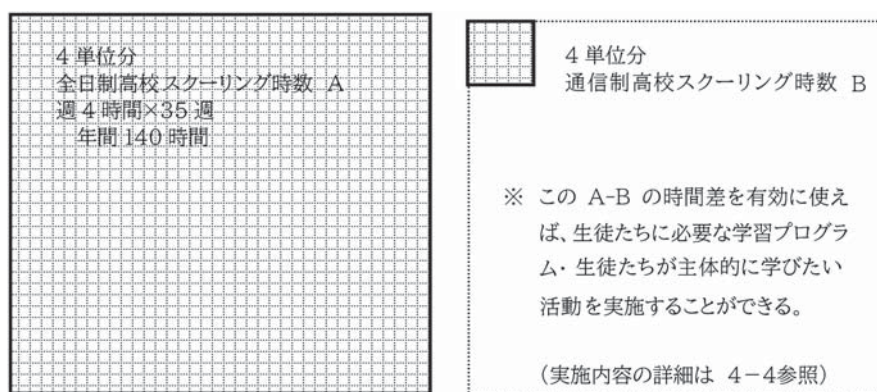 4 単位分
全日制高校スクーリング時数 A
週 4 時間×35 週
年間 140 時間
4 単位分
通信制高校スクーリング時数 B
※ この A-B の時間差を有効に使え
ば、生徒たちに必要な学習プログラ
ム・ 生徒たちが主体的に学びたい
活動を実施することができる。
(実施内容の詳細は 4−4参照)